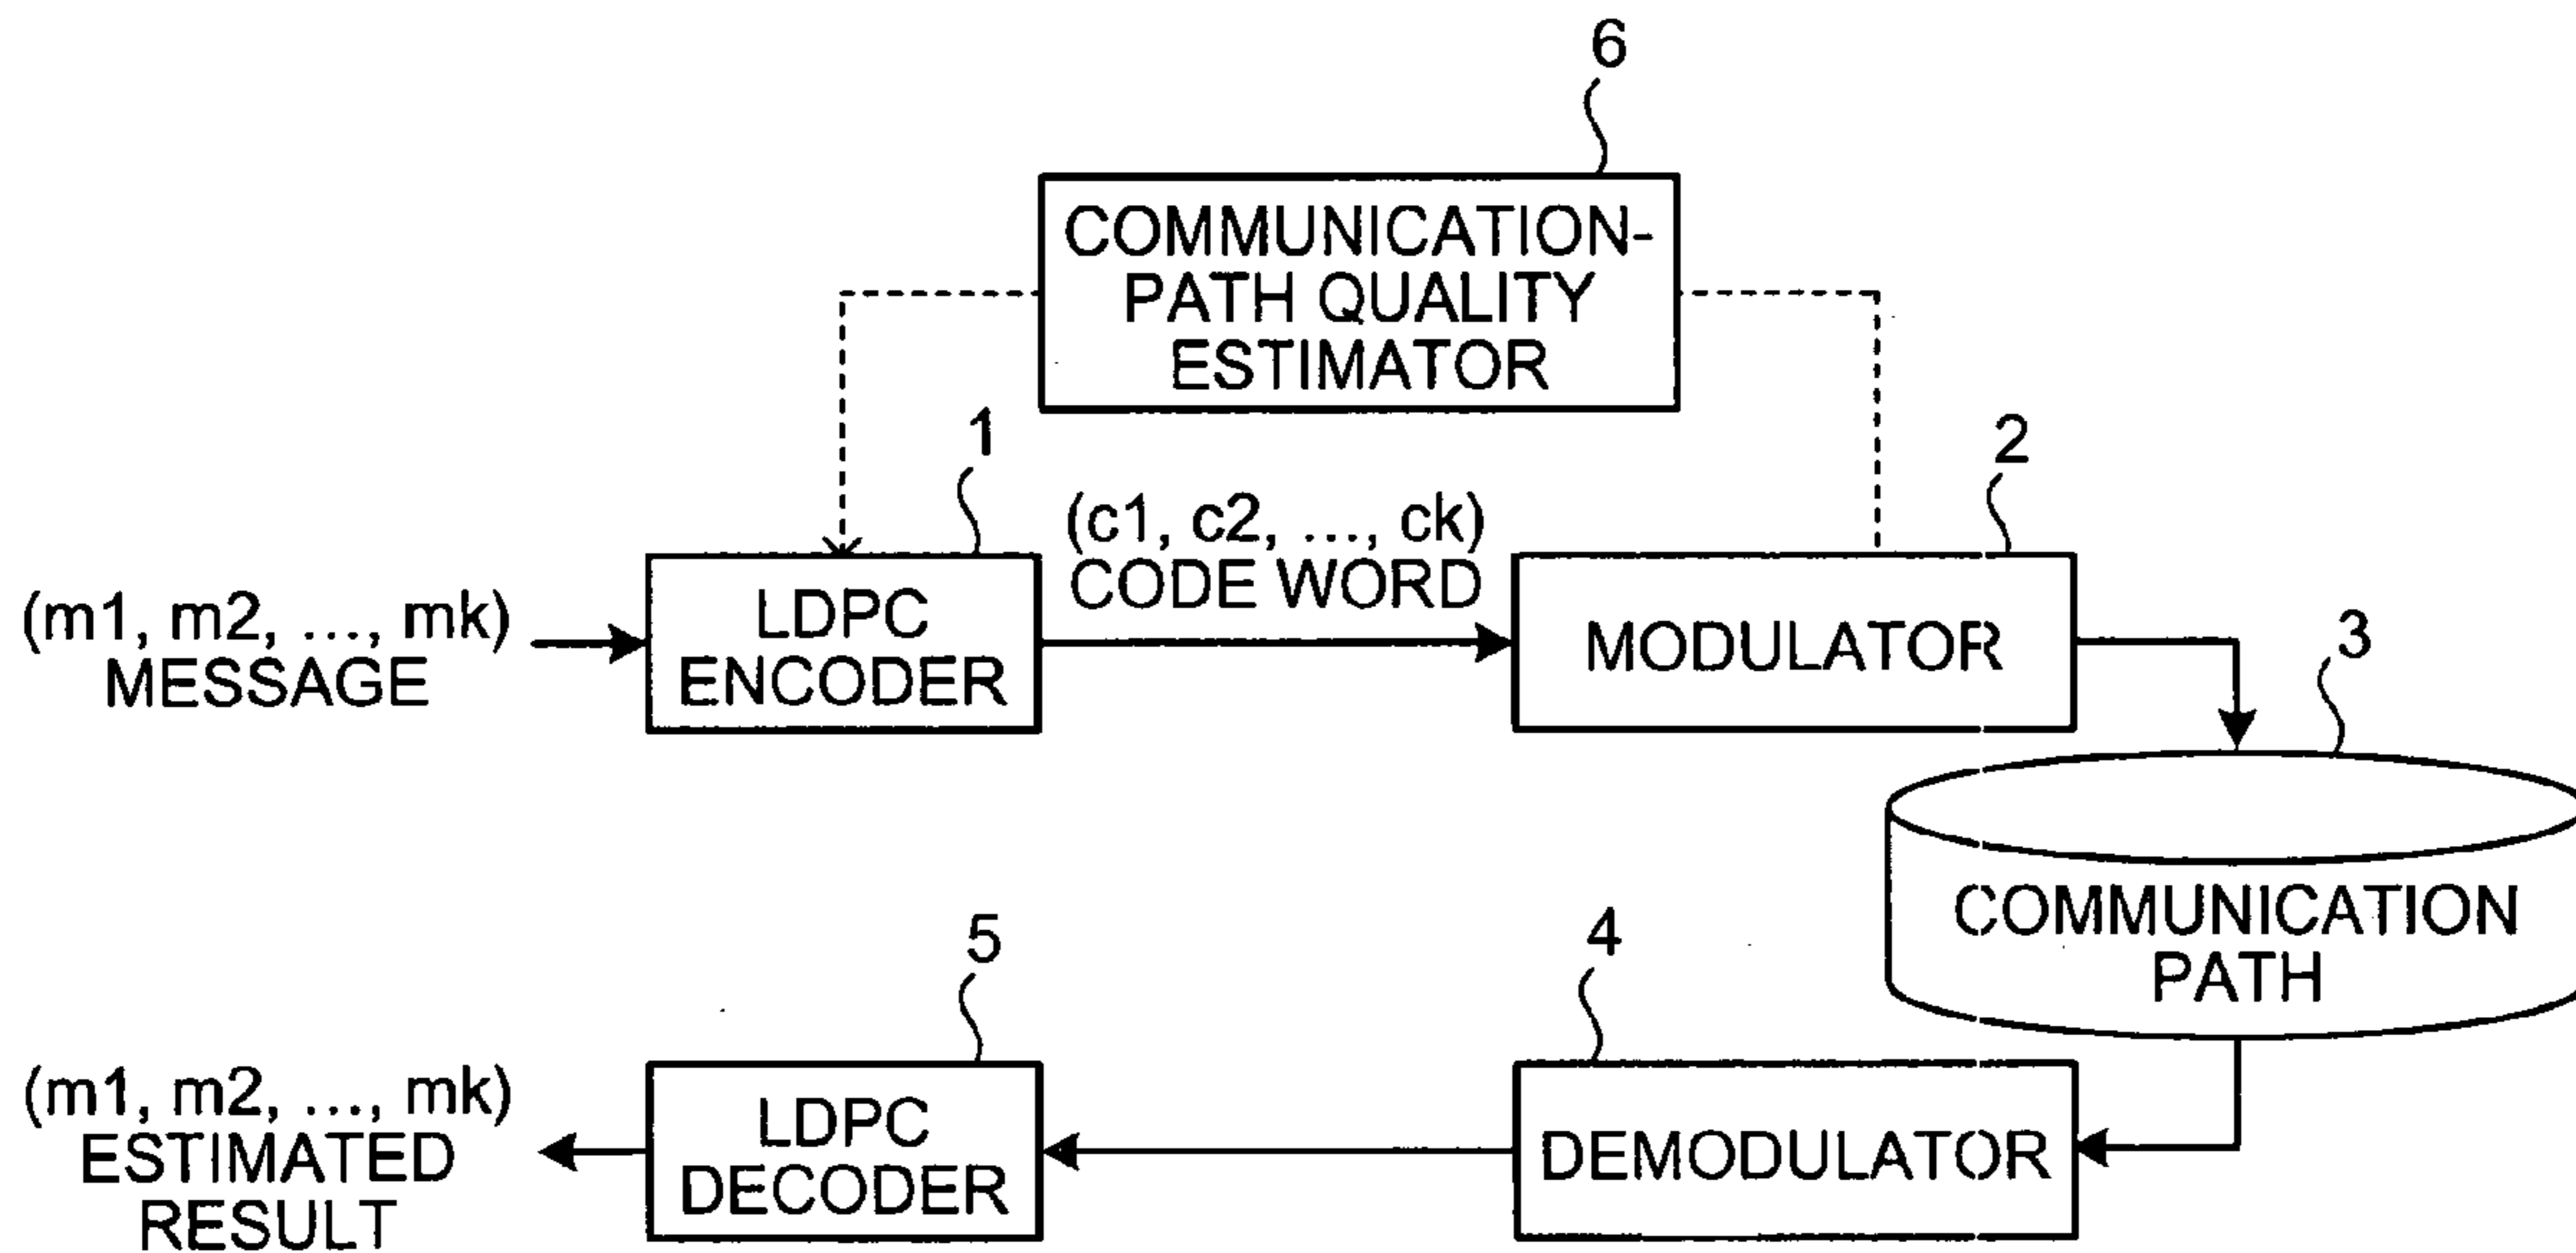 6
COMMUNICATION-
PATH QUALITY
ESTIMATOR
1
2
(c1, c2, ..., ck)
CODE WORD
(m1, m2, ..., mk)
MESSAGE
LDPC
ENCODER
MODULATOR
3
COMMUNICATION
PATH
5
4
(m1, m2, ..., mk)
ESTIMATED
RESULT
LDPC
DECODER
DEMODULATOR